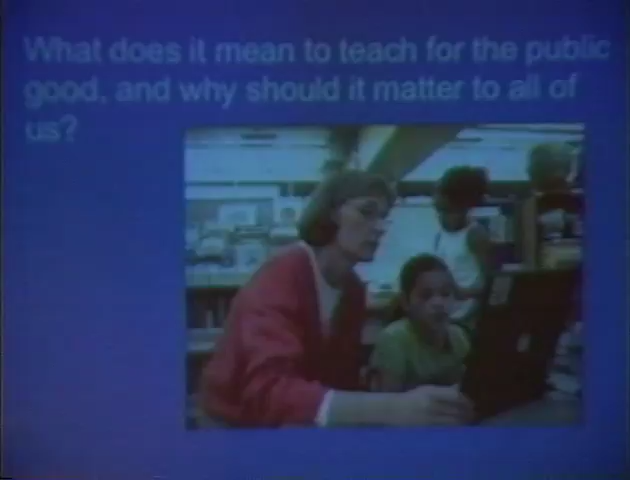 What does it mean to teach for the public
good, and why should it matter to all of
us?